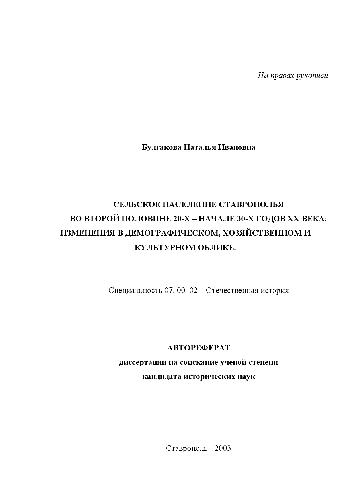 На правах рукописи
Булгакова Наталья Ивановна
СЕЛЬСКОЕ НАСЕЛЕНИЕ СТАВРОПОЛЬЯ
ВО ВТОРОЙ ПОЛОВИНЕ 20-Х – НАЧАЛЕ 30-Х ГОДОВ ХХ ВЕКА:
ИЗМЕНЕНИЯ В ДЕМОГРАФИЧЕСКОМ, ХОЗЯЙСТВЕННОМ И
КУЛЬТУРНОМ ОБЛИКЕ.
Специальность 07. 00. 02 – Отечественная история
АВТОРЕФЕРАТ
диссертации на соискание ученой степени
кандидата исторических наук
Ставрополь – 2003